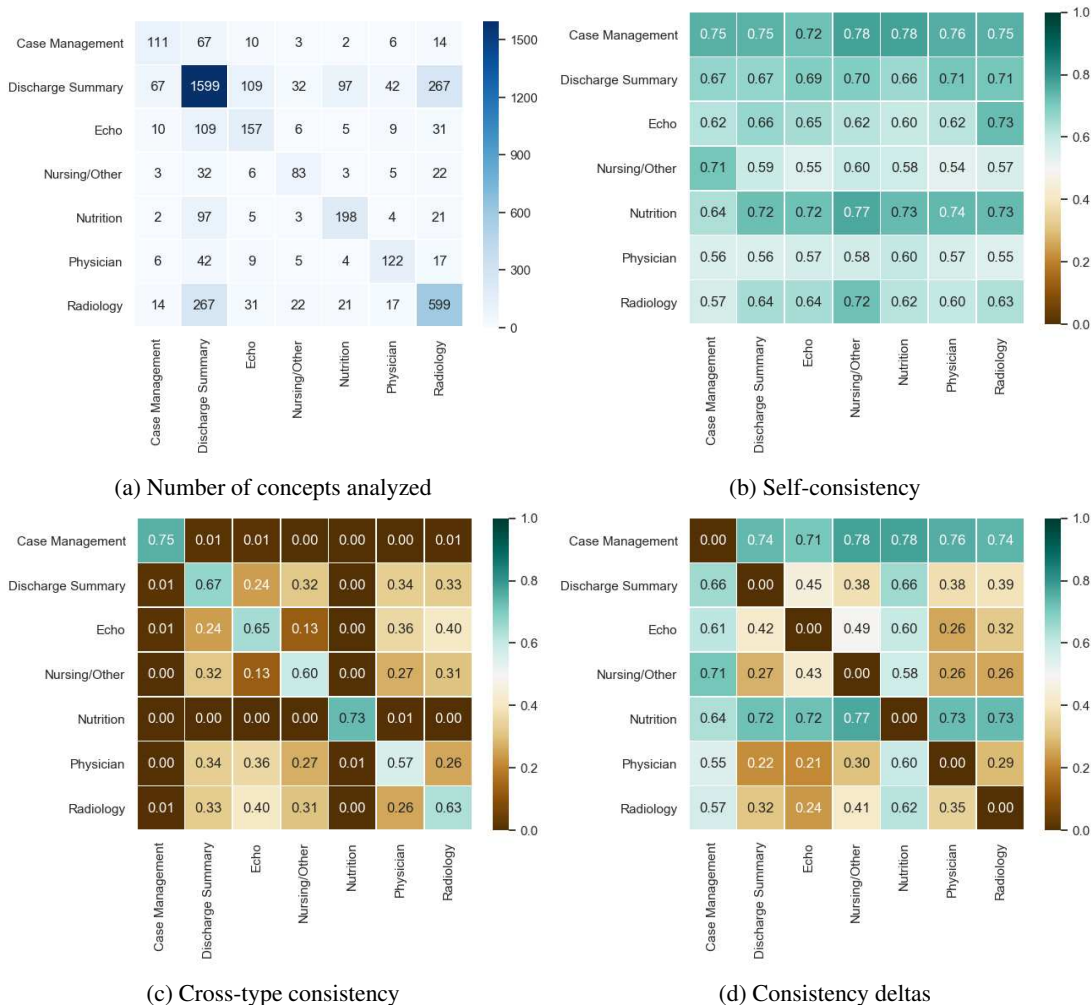 Case Management 111 67 10 3 2 6 14
Discharge Summary 67 1599 109 32 97 42 267
Echo 10 109 157 6 5 9 31
Nursing/Other 3 32 6 83 3 5 22
Nutrition 2 97 5 3 198 4 21
Physician 6 42 9 5 4 122 17
Radiology 14 267 31 22 21 17 599
Case Management
Discharge Summary
Echo
Nursing/Other
Nutrition
Physician
Radiology
1500
1200
900
600
300
0
(a) Number of concepts analyzed
Case Management 0.75 0.75 0.72 0.78 0.78 0.76 0.75
Discharge Summary 0.67 0.67 0.69 0.70 0.66 0.71 0.71
Echo 0.62 0.66 0.65 0.62 0.60 0.62 0.73
Nursing/Other 0.71 0.59 0.55 0.60 0.58 0.54 0.57
Nutrition 0.64 0.72 0.72 0.77 0.73 0.74 0.73
Physician 0.56 0.56 0.57 0.58 0.60 0.57 0.55
Radiology 0.57 0.64 0.64 0.72 0.62 0.60 0.63
Case Management
Discharge Summary
Echo
Nursing/Other
Nutrition
Physician
Radiology
1.0
0.8
0.6
0.4
0.2
0.0
(b) Self-consistency
Case Management 0.75 0.01 0.01 0.00 0.00 0.00 0.01
Discharge Summary 0.01 0.67 0.24 0.32 0.00 0.34 0.33
Echo 0.01 0.24 0.65 0.13 0.00 0.36 0.40
Nursing/Other 0.00 0.32 0.13 0.60 0.00 0.27 0.31
Nutrition 0.00 0.00 0.00 0.00 0.73 0.01 0.00
Physician 0.00 0.34 0.36 0.27 0.01 0.57 0.26
Radiology 0.01 0.33 0.40 0.31 0.00 0.26 0.63
Case Management
Discharge Summary
Echo
Nursing/Other
Nutrition
Physician
Radiology
1.0
0.8
0.6
0.4
0.2
0.0
(c) Cross-type consistency
Case Management 0.00 0.74 0.71 0.78 0.78 0.76 0.74
Discharge Summary 0.66 0.00 0.45 0.38 0.66 0.38 0.39
Echo 0.61 0.42 0.00 0.49 0.60 0.26 0.32
Nursing/Other 0.71 0.27 0.43 0.00 0.58 0.26 0.26
Nutrition 0.64 0.72 0.72 0.77 0.00 0.73 0.73
Physician 0.55 0.22 0.21 0.30 0.60 0.00 0.29
Radiology 0.57 0.32 0.24 0.41 0.62 0.35 0.00
Case Management
Discharge Summary
Echo
Nursing/Other
Nutrition
Physician
Radiology
1.0
0.8
0.6
0.4
0.2
0.0
(d) Consistency deltas